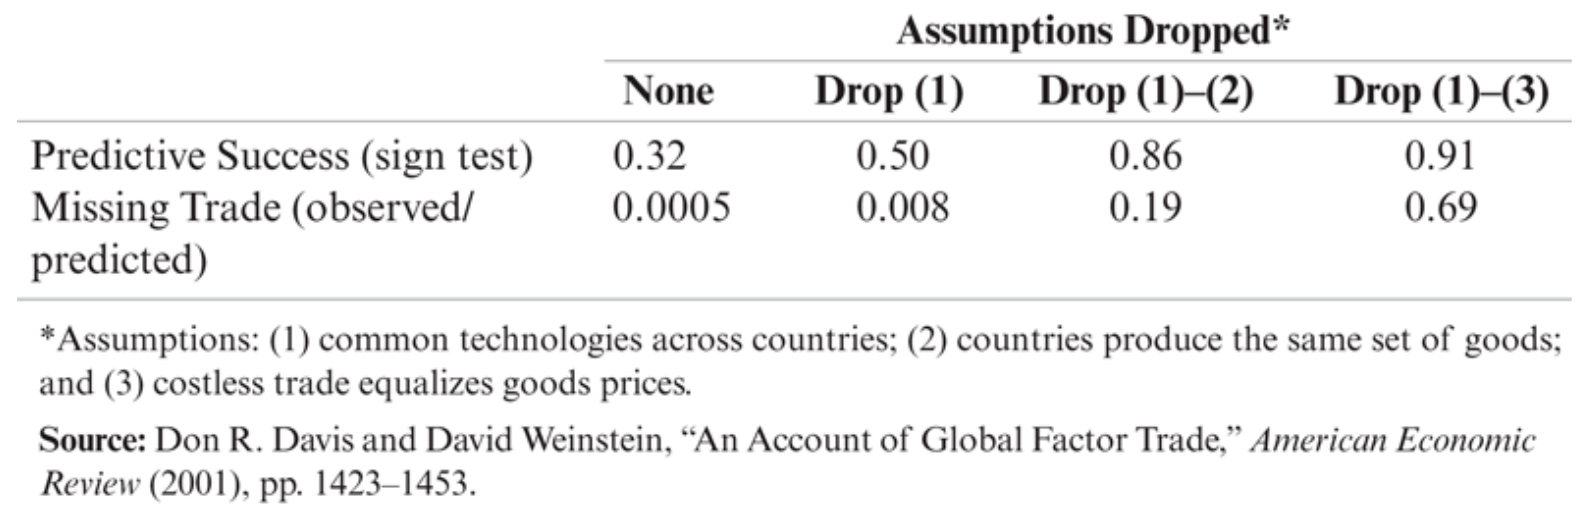 Assumptions Dropped*
None Drop (1) Drop (1)–(2) Drop (1)–(3)
Predictive Success (sign test) 0.32 0.50 0.86 0.91
Missing Trade (observed/ 0.0005 0.008 0.19 0.69
predicted)
*Assumptions: (1) common technologies across countries; (2) countries produce the same set of goods;
and (3) costless trade equalizes goods prices.
Source: Don R. Davis and David Weinstein, “An Account of Global Factor Trade,” American Economic
Review (2001), pp. 1423–1453.